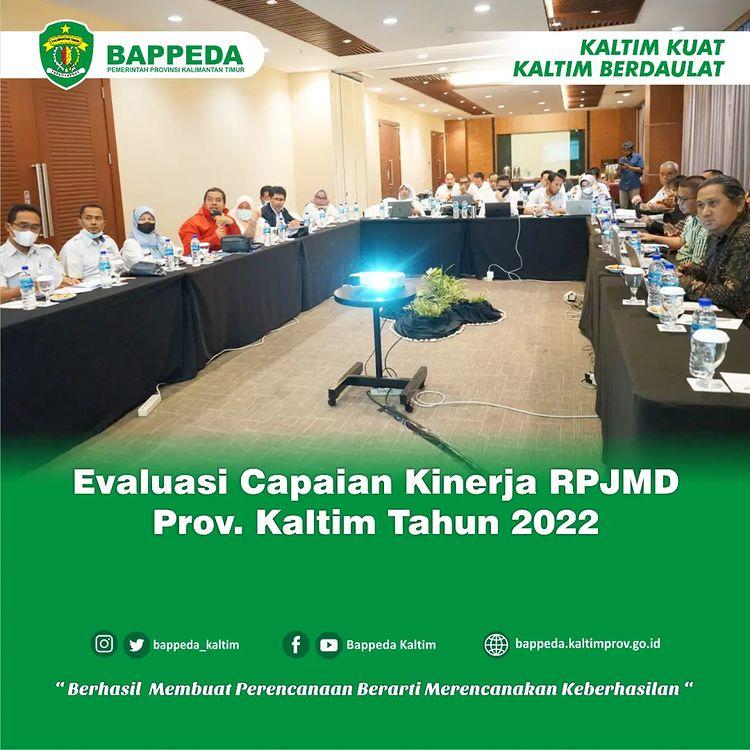 BAPPEDA
PEMERINTAH PROVINSI KALIMANTAN TIMUR
KALTIM KUAT
KALTIM BERDAULAT
Evaluasi Capaian Kinerja RPJMD
Prov. Kaltim Tahun 2022
bappeda_kaltim
Bappeda Kaltim
bappeda.kaltimprov.go.id
“ Berhasil Membuat Perencanaan Berarti Merencanakan Keberhasilan “